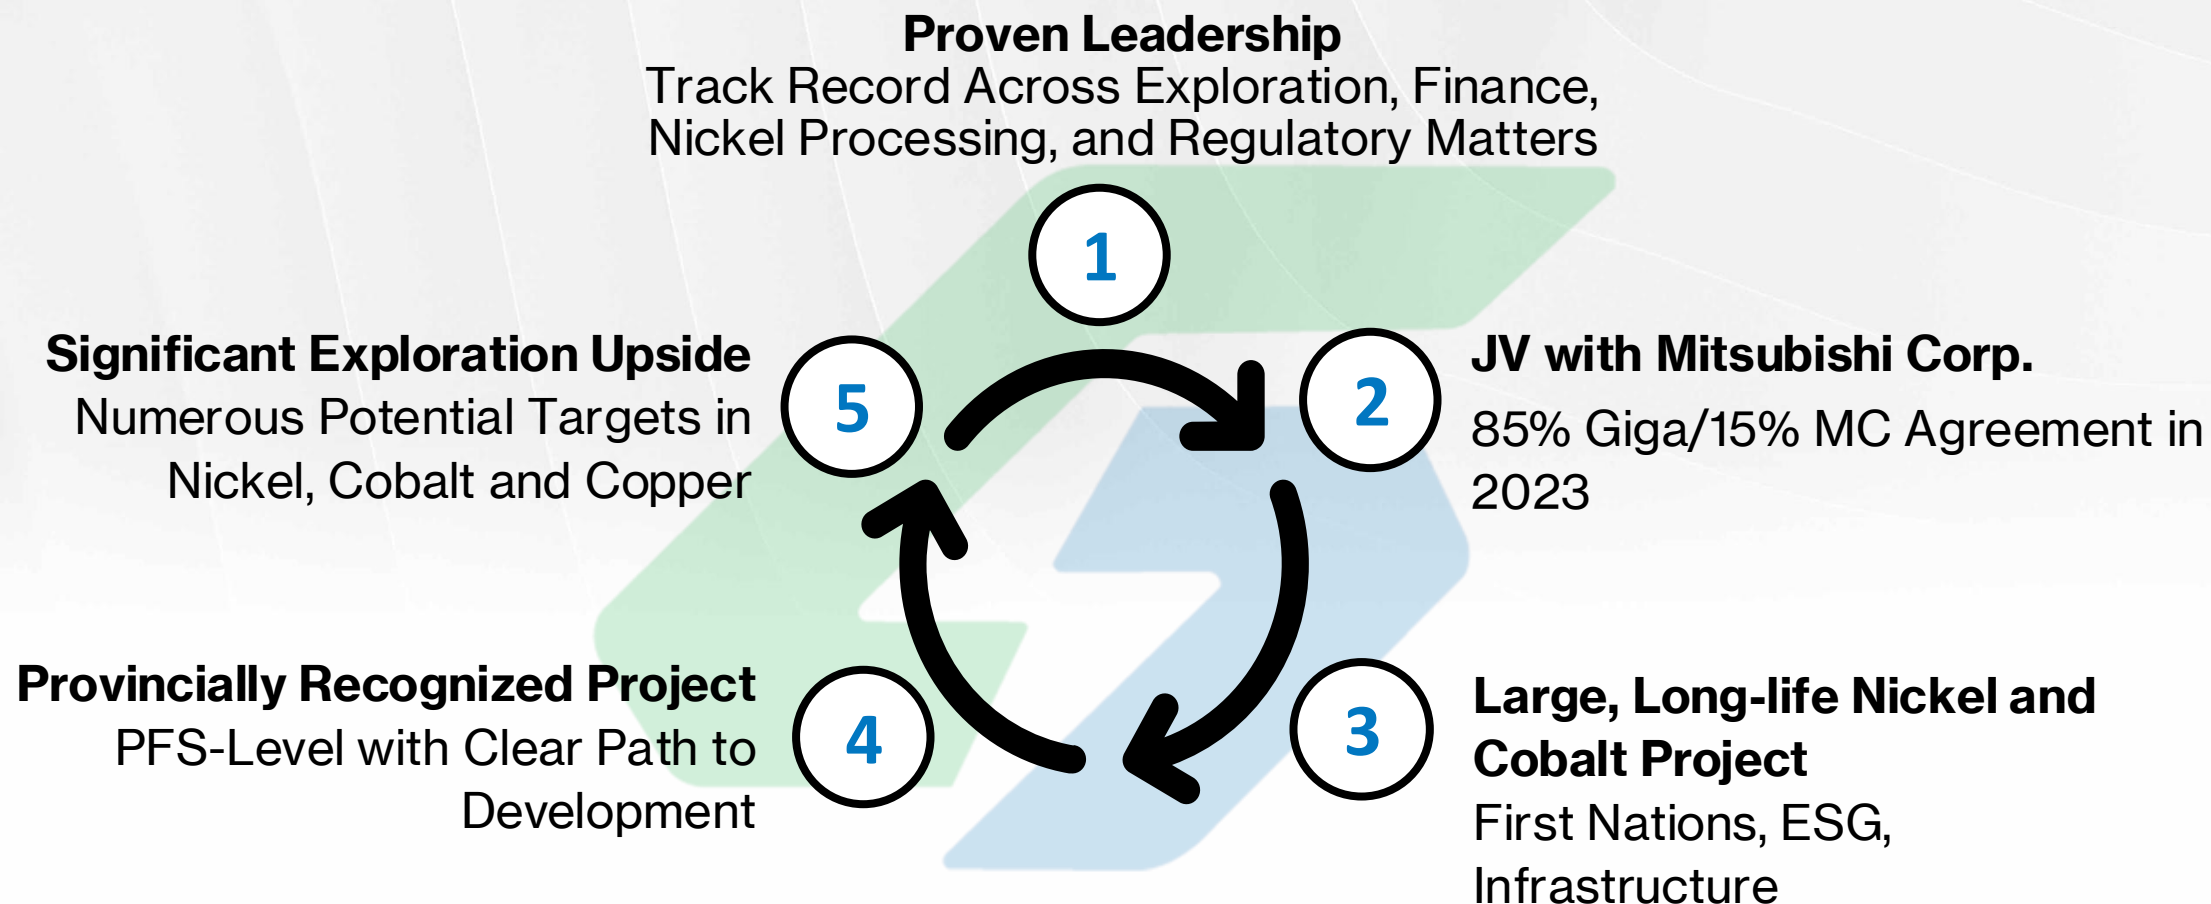 Proven Leadership
Track Record Across Exploration, Finance,
Nickel Processing, and Regulatory Matters
1
2
JV with Mitsubishi Corp.
85% Giga/15% MC Agreement in
2023
3
Large, Long-life Nickel and
Cobalt Project
First Nations, ESG,
Infrastructure
4
Provincially Recognized Project
PFS-Level with Clear Path to
Development
5
Significant Exploration Upside
Numerous Potential Targets in
Nickel, Cobalt and Copper